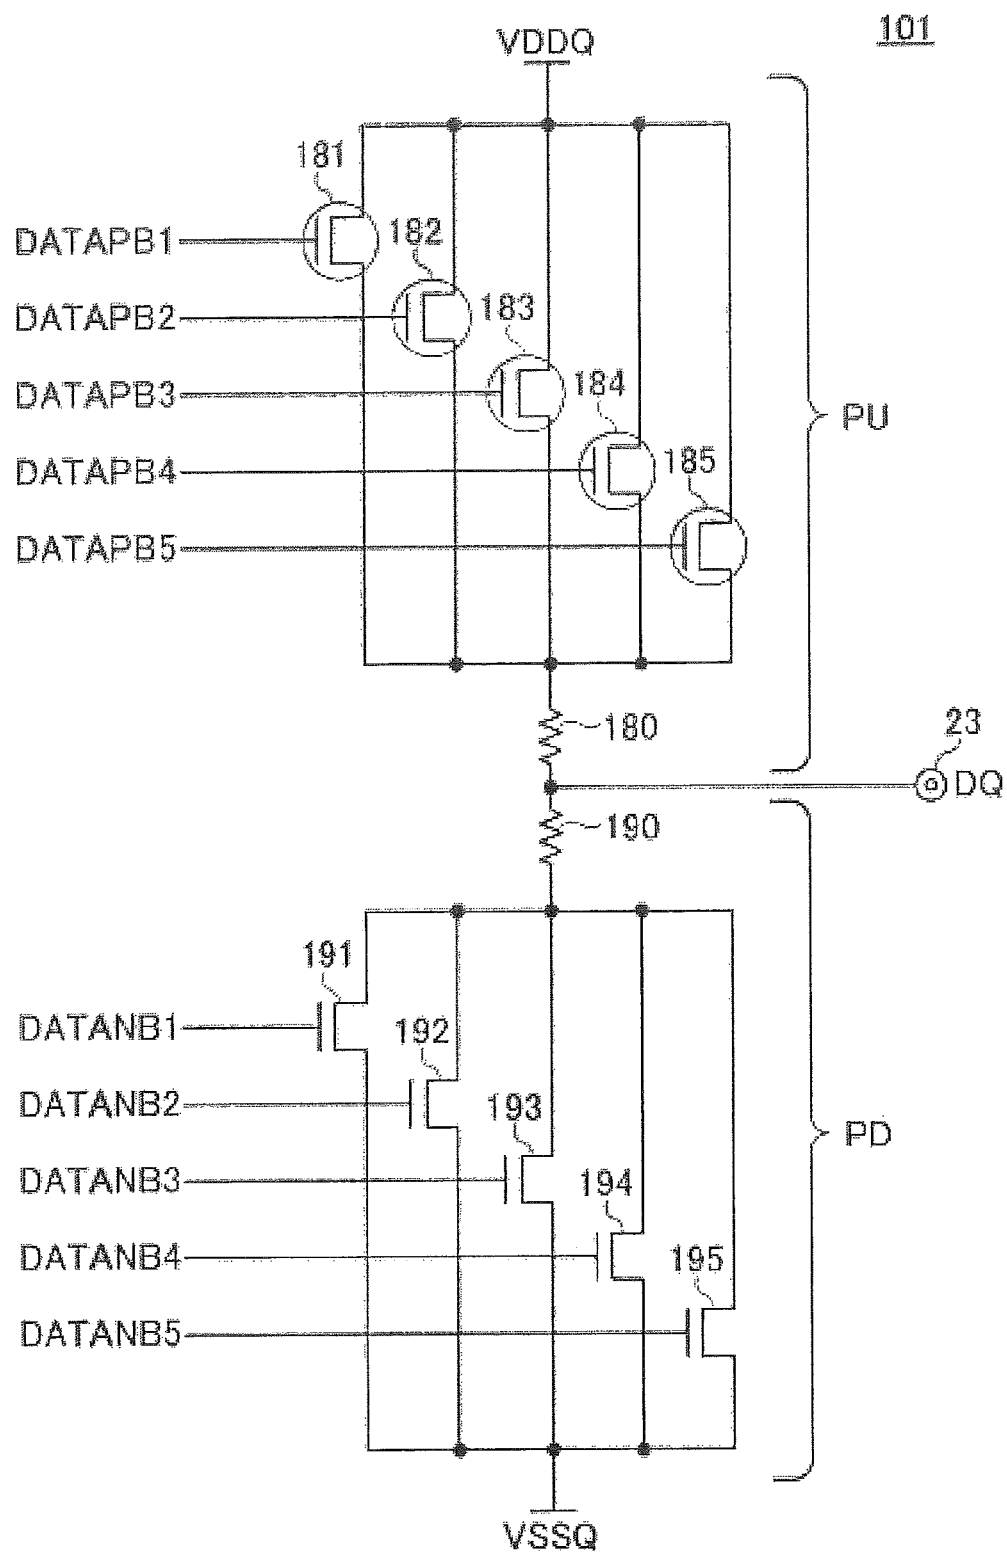 101
VDDQ
181
DATAPB1
182
DATAPB2
183
DATAPB3
184
DATAPB4
185
DATAPB5
PU
180
23
DQ
190
191
DATANB1
192
DATANB2
193
DATANB3
194
DATANB4
195
DATANB5
PD
VSSQ